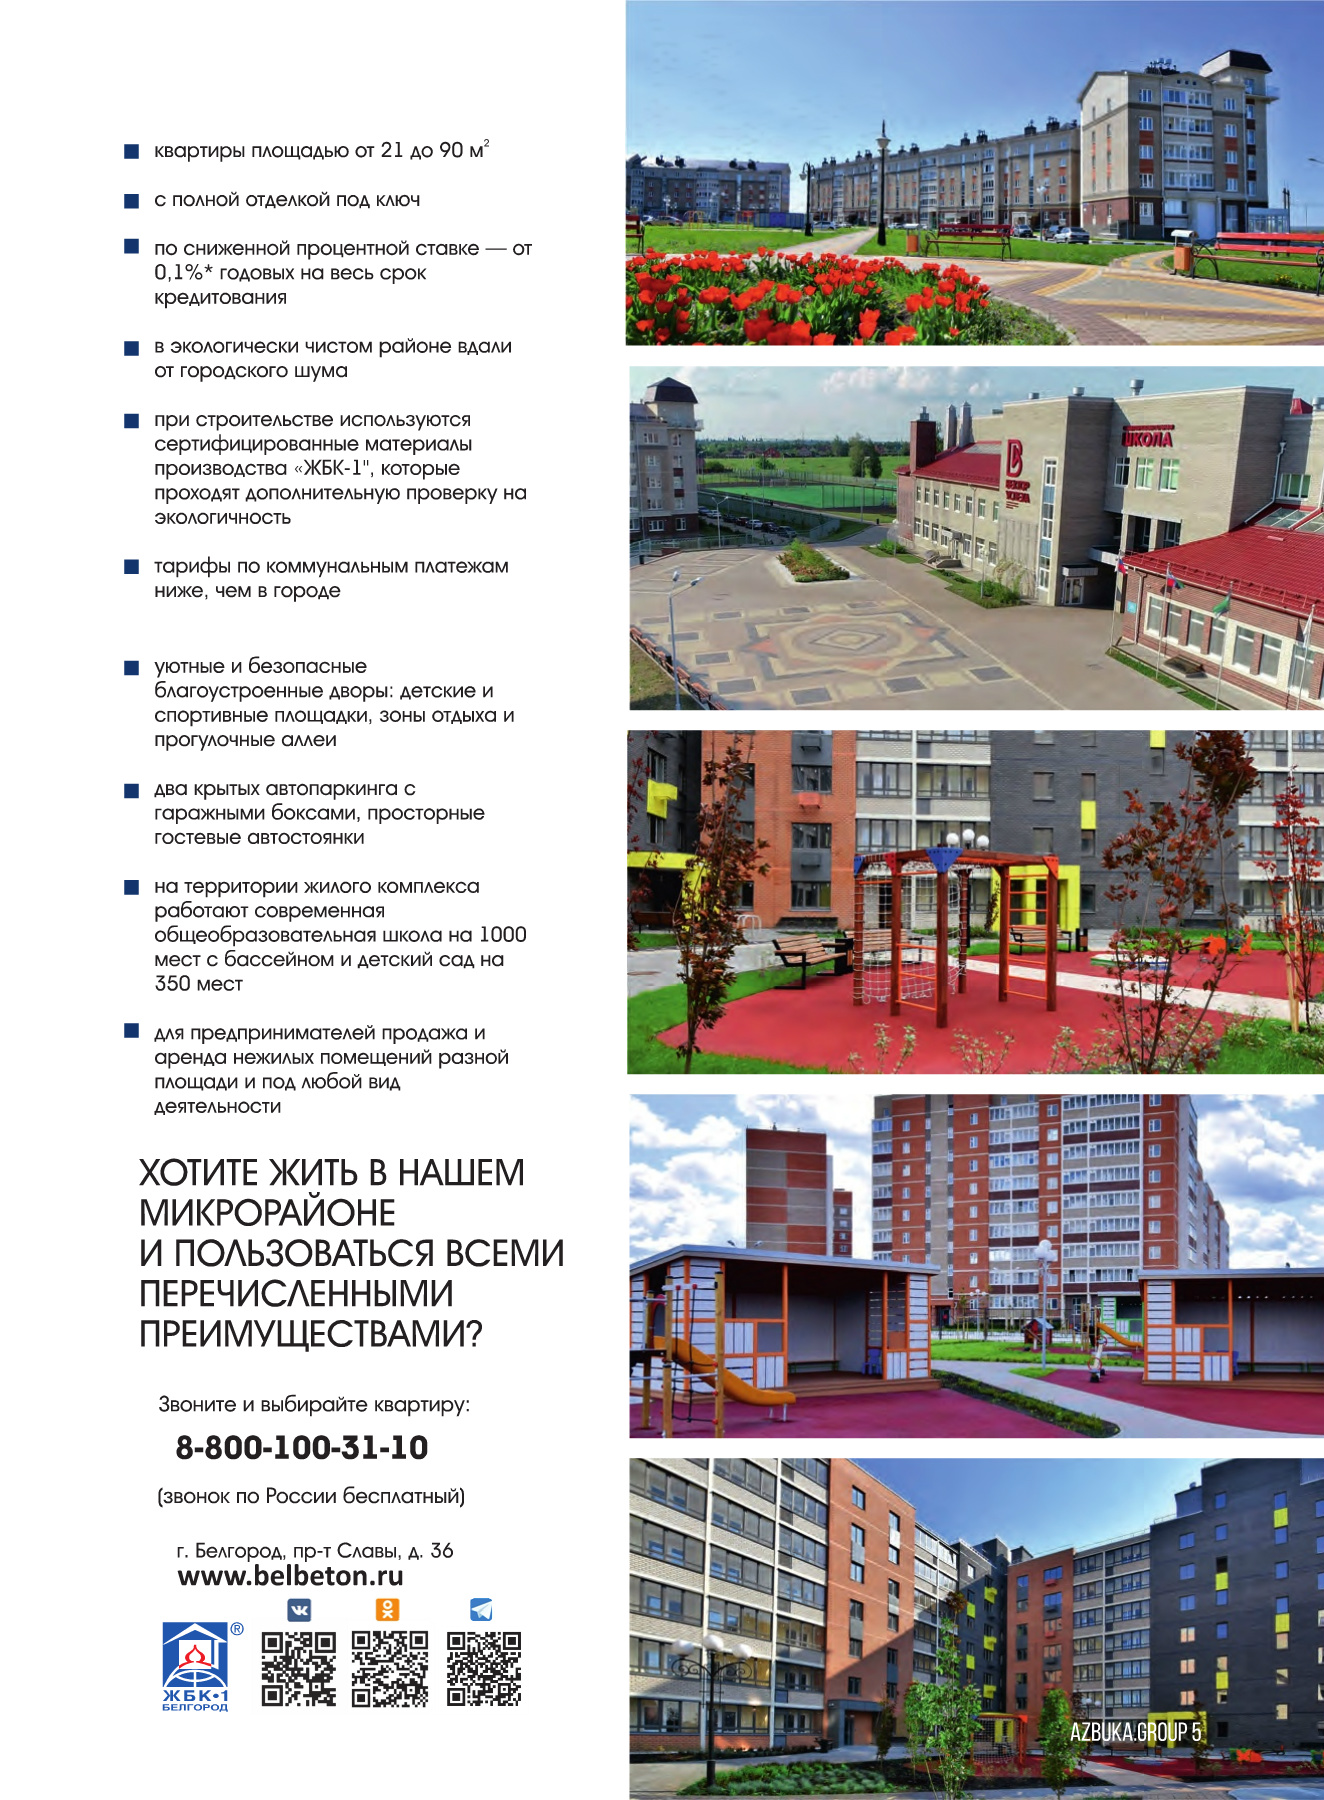 квартиры площадью от 21 до 90 м²
с полной отделкой под ключ
по сниженной процентной ставке — от
0,1%* годовых на весь срок
кредитования
в экологически чистом районе вдали
от городского шума
при строительстве используются
сертифицированные материалы
производства «ЖБК-1", которые
проходят дополнительную проверку на
экологичность
тарифы по коммунальным платежам
ниже, чем в городе
уютные и безопасные
благоустроенные дворы: детские и
спортивные площадки, зоны отдыха и
прогулочные аллеи
два крытых автопаркинга с
гаражными боксами, просторные
гостевые автостоянки
на территории жилого комплекса
работают современная
общеобразовательная школа на 1000
мест с бассейном и детский сад на
350 мест
для предпринимателей продажа и
аренда нежилых помещений разной
площади и под любой вид
деятельности
ХОТИТЕ ЖИТЬ В НАШЕМ
МИКРОРАЙОНЕ
И ПОЛЬЗОВАТЬСЯ ВСЕМИ
ПЕРЕЧИСЛЕННЫМИ
ПРЕИМУЩЕСТВАМИ?
Звоните и выбирайте квартиру:
8-800-100-31-10
(звонок по России бесплатный)
г. Белгород, пр-т Славы, д. 36
www.belbeton.ru
®
ЖБК•1
БЕЛГОРОД
ШКОЛА
AZBUKA.GROUP 5